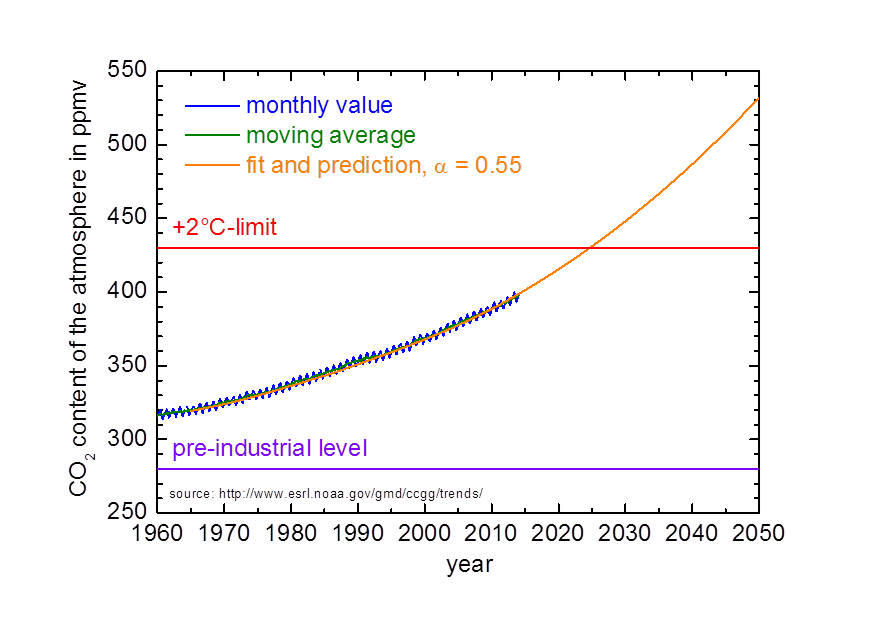 550
500
450
400
350
300
250
CO2 content of the atmosphere in ppmv
monthly value
moving average
fit and prediction, α = 0.55
+2°C-limit
pre-industrial level
source: http://www.esrl.noaa.gov/gmd/ccgg/trends/
1960 1970 1980 1990 2000 2010 2020 2030 2040 2050
year